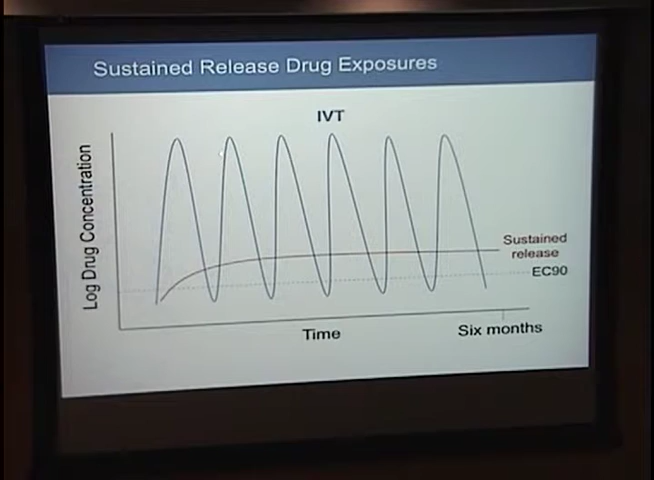 Sustained Release Drug Exposures
IVT
Log Drug Concentration
Sustained
release
EC90
Time
Six months